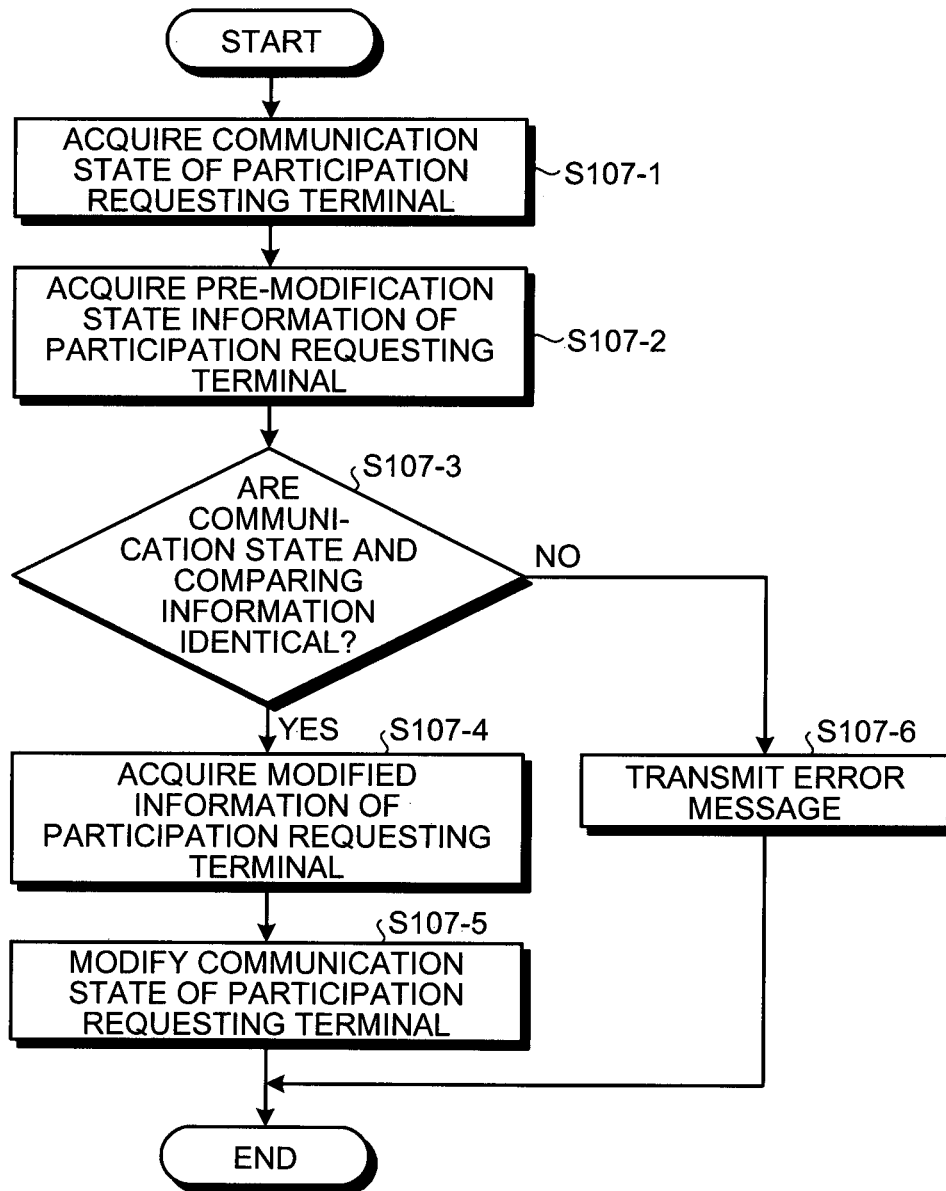 START
ACQUIRE COMMUNICATION
STATE OF PARTICIPATION
REQUESTING TERMINAL
S107-1
ACQUIRE PRE-MODIFICATION
STATE INFORMATION OF
PARTICIPATION REQUESTING
TERMINAL
S107-2
S107-3
ARE
COMMUNI-
CATION STATE AND
COMPARING
INFORMATION
IDENTICAL?
NO
YES
S107-4
ACQUIRE MODIFIED
INFORMATION OF
PARTICIPATION REQUESTING
TERMINAL
S107-6
TRANSMIT ERROR
MESSAGE
S107-5
MODIFY COMMUNICATION
STATE OF PARTICIPATION
REQUESTING TERMINAL
END